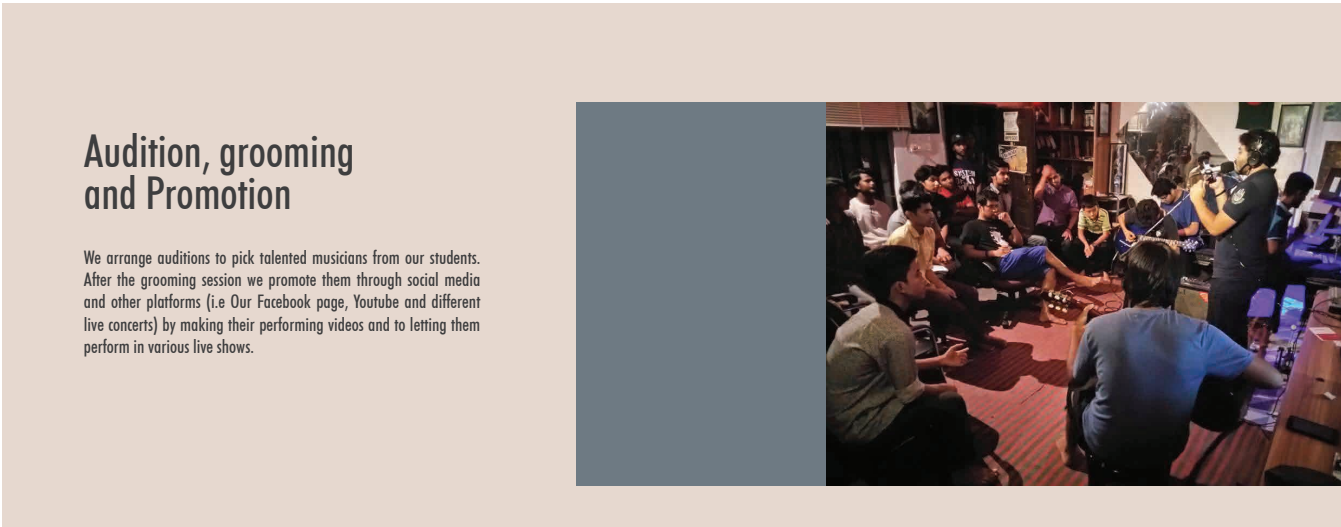 Audition, grooming
and Promotion
We arrange auditions to pick talented musicians from our students.
After the grooming session we promote them through social media
and other platforms (i.e Our Facebook page, Youtube and different
live concerts) by making their performing videos and to letting them
perform in various live shows.